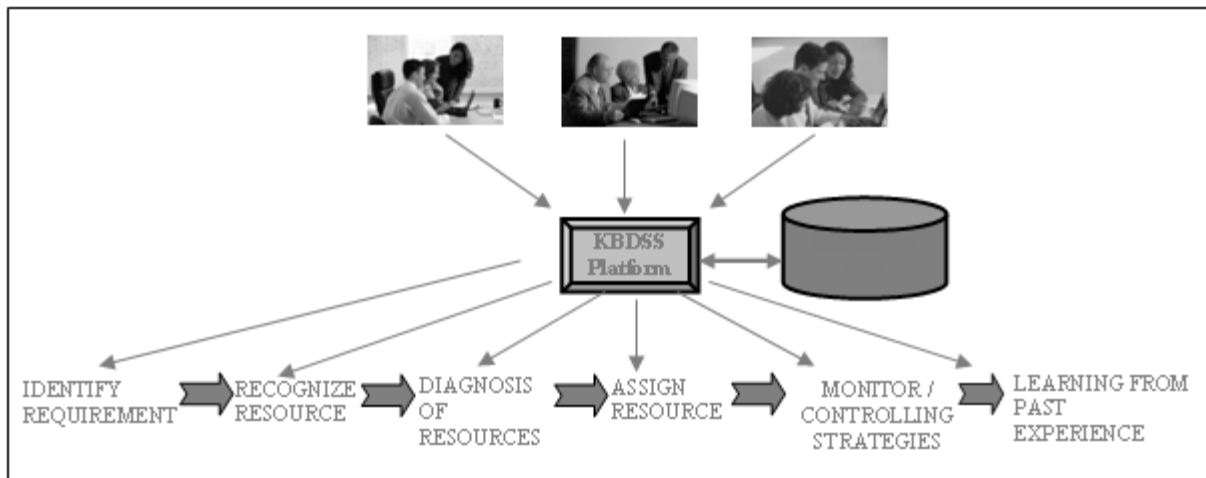 KBDSS
Platform
IDENTIFY
REQUIREMENT
RECOGNIZE
RESOURCE
DIAGNOSIS
OF
RESOURCES
ASSIGN
RESOURCE
MONITOR /
CONTROLLING
STRATEGIES
LEARNING FROM
PAST
EXPERIENCE